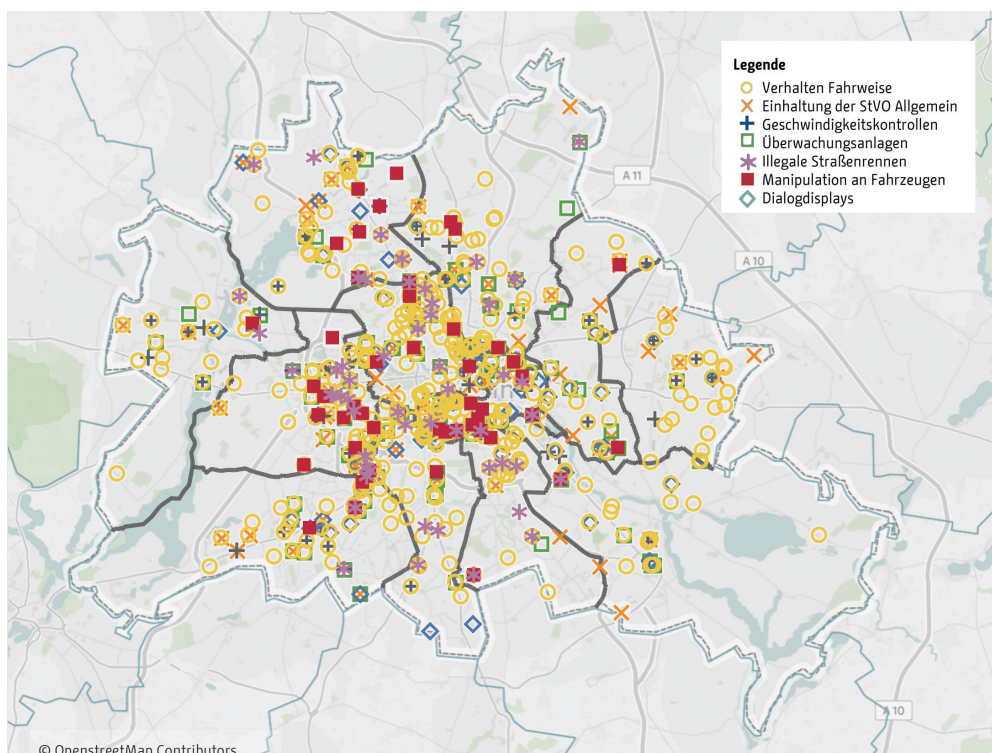 Legende
Verhalten Fahrweise
Einhaltung der StVO Allgemein
Geschwindigkeitskontrollen
Überwachungsanlagen
Illegale Straßenrennen
Manipulation an Fahrzeugen
Dialogdisplays
A 11
A 10
A 10
© OpenstreetMap Contributors